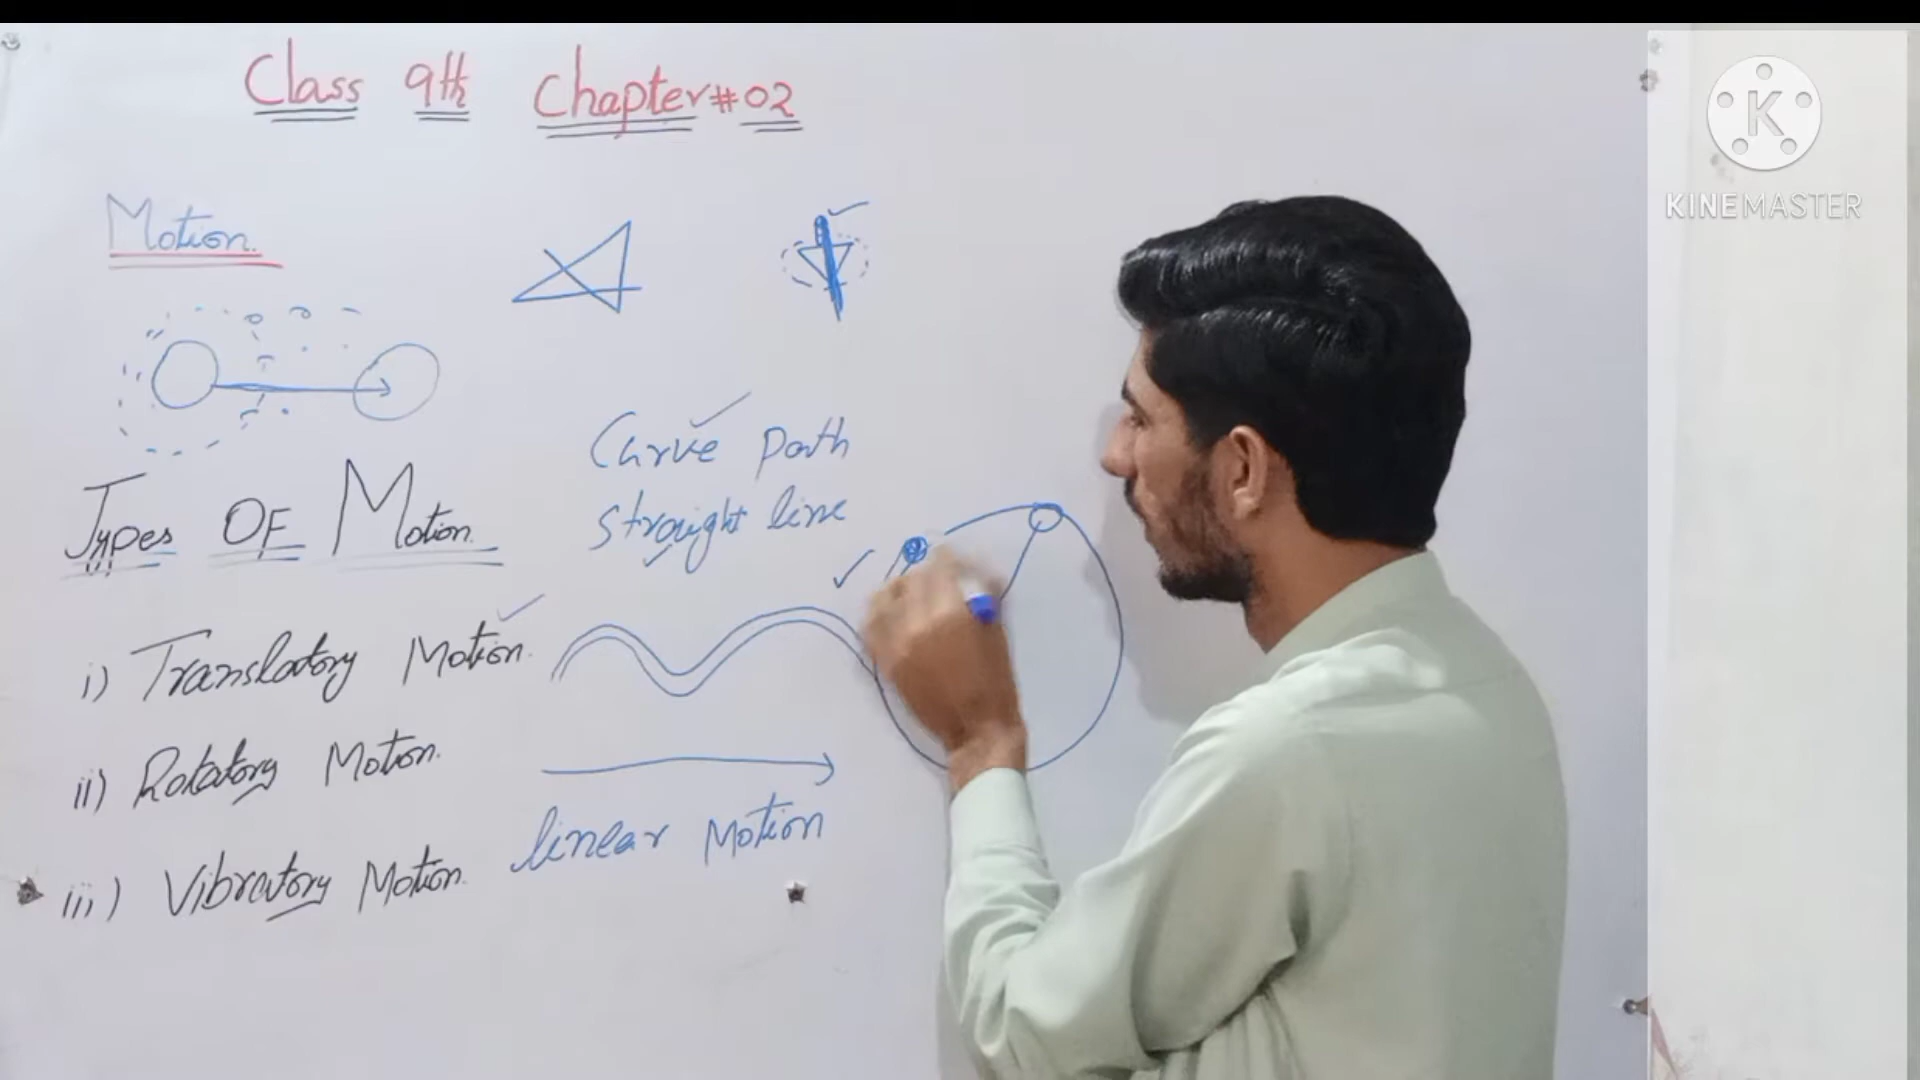 Class 9th Chapter # 02
Motion.
Curve path
straight line
Types OF Motion.
i) Translatory Motion.
ii) Rotatory Motion.
iii) Vibratory Motion.
linear Motion
K
KINEMASTER